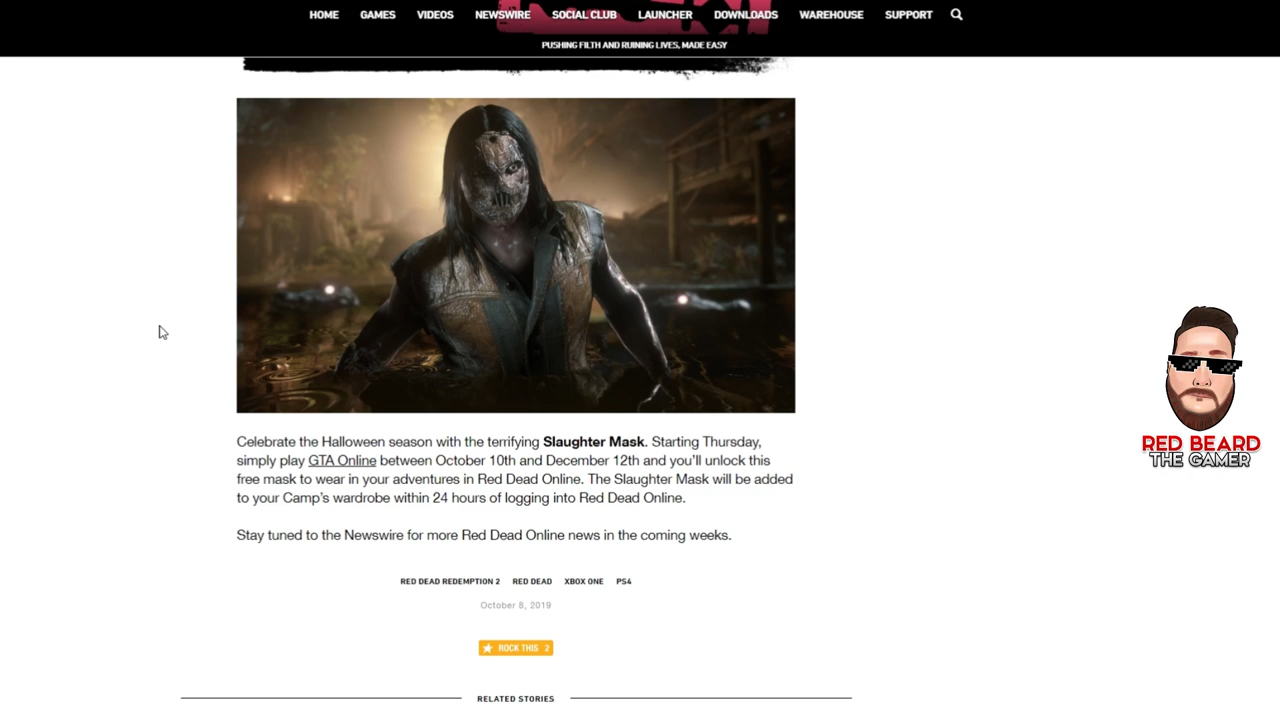 HOME GAMES VIDEOS NEWSWIRE SOCIAL CLUB LAUNCHER DOWNLOADS WAREHOUSE SUPPORT
PUSHING FILTH AND RUINING LIVES, MADE EASY
Celebrate the Halloween season with the terrifying Slaughter Mask. Starting Thursday,
simply play GTA Online between October 10th and December 12th and you'll unlock this
free mask to wear in your adventures in Red Dead Online. The Slaughter Mask will be added
to your Camp's wardrobe within 24 hours of logging into Red Dead Online.
Stay tuned to the Newswire for more Red Dead Online news in the coming weeks.
RED DEAD REDEMPTION 2 RED DEAD XBOX ONE PS4
October 8, 2019
ROCK THIS 2
RELATED STORIES
RED BEARD
THE GAMER